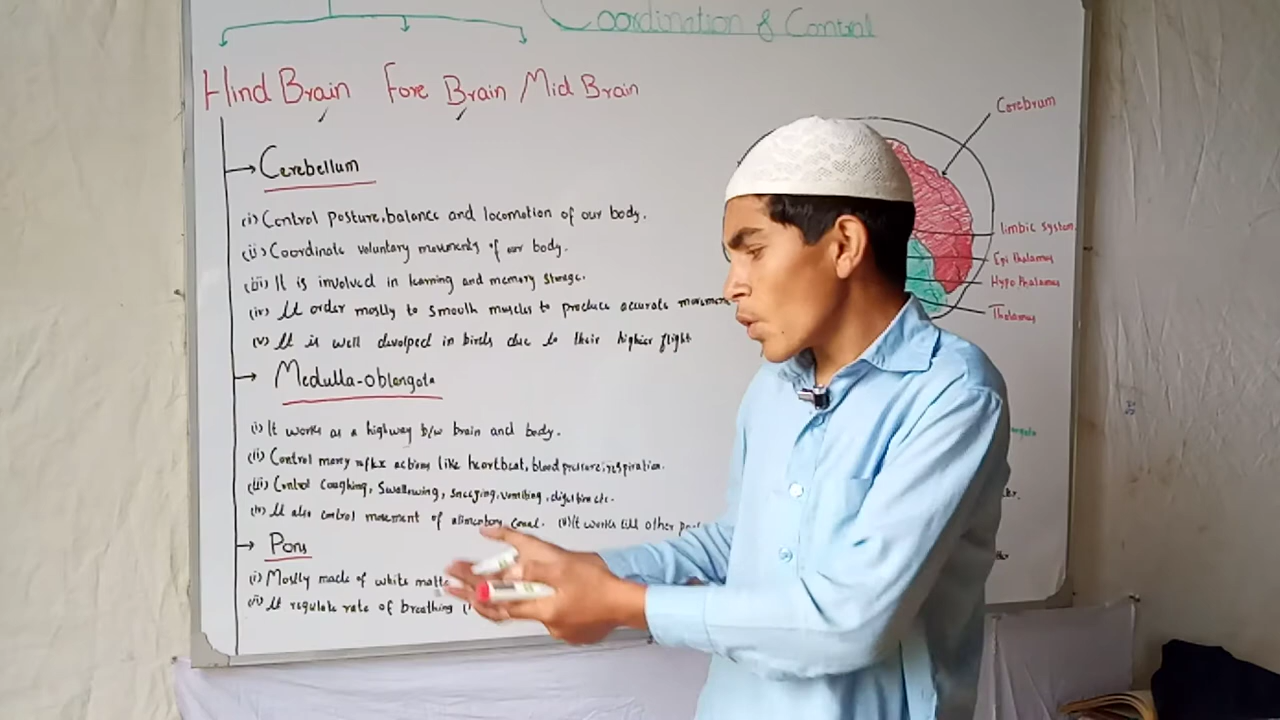 Coordination & Control
Hind Brain Fore Brain Mid Brain
Cerebellum
(i) Control Posture, balance and locomotion of our body.
(ii) Coordinate voluntary movements of our body.
(iii) It is involved in learning and memory storage.
(iv) It order mostly to smooth muscles to produce accurate movement
(v) It is well devolped in birds due to their higher flight
Medulla-oblongota
(i) It works as a highway b/w brain and body.
(ii) Control many reflex actions like heartbeat, blood pressure, respiration.
(iii) Control Coughing, Swallowing, sneezing, vomiting, digestion etc.
(iv) It also control movement of alimentary canal. (v) It works till other
Pons
(i) Mostly made of white matte
(ii) It regulate rate of breathing
Cerebrum
limbic system
Epi thalamus
Hypo thalamus
Thalamus